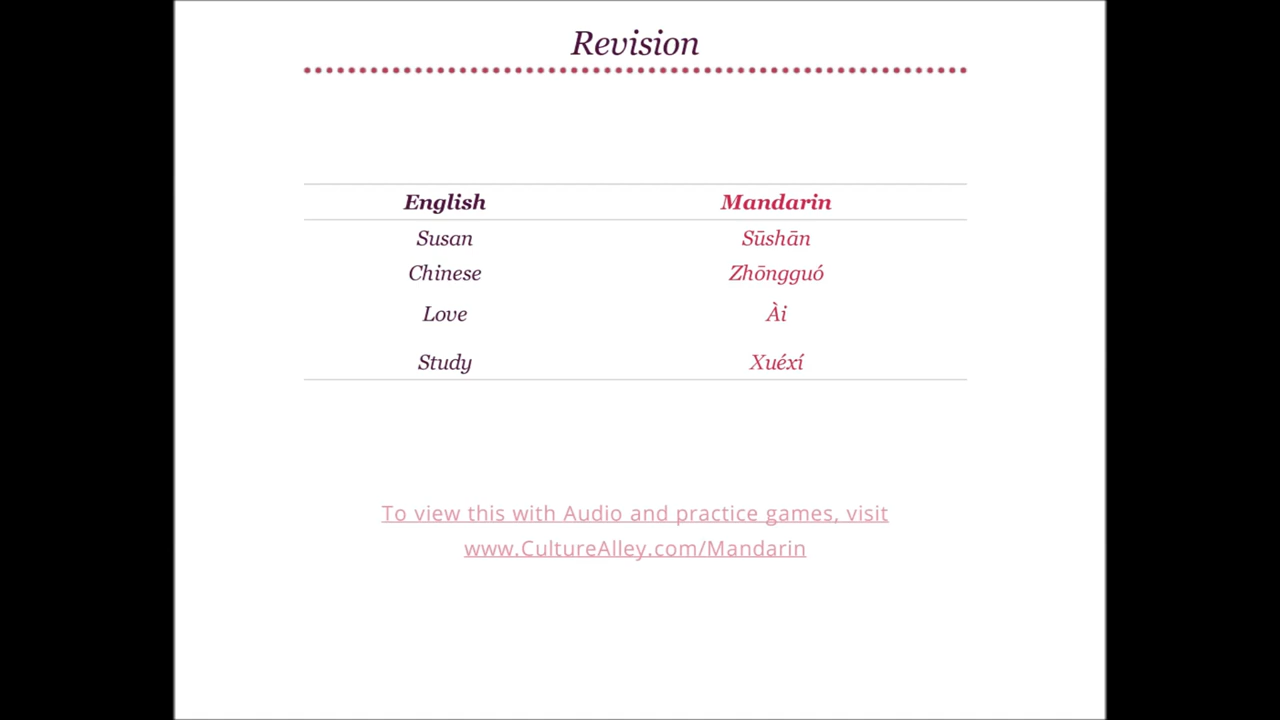 Revision
English Mandarin
Susan Sūshān
Chinese Zhōngguó
Love Ài
Study Xuéxí
To view this with Audio and practice games, visit
www.CultureAlley.com/Mandarin